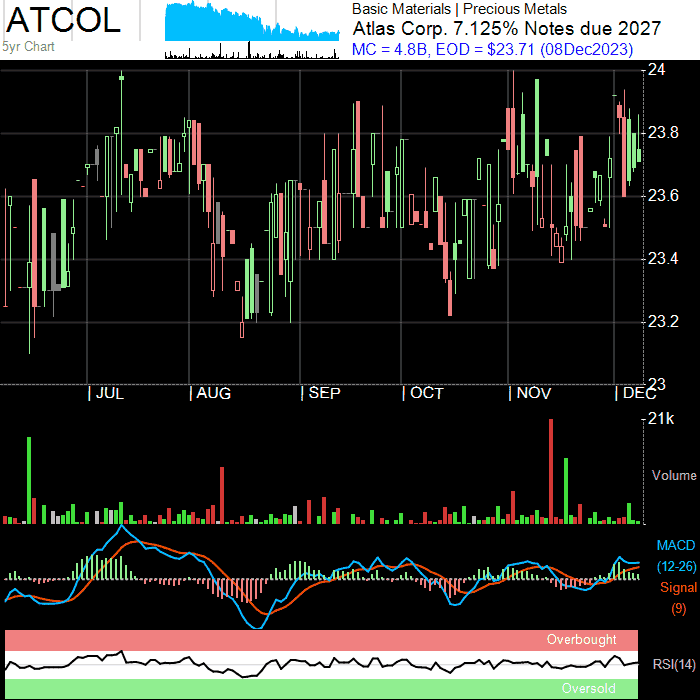 ATCOL
5yr Chart
Basic Materials | Precious Metals
Atlas Corp. 7.125% Notes due 2027
MC = 4.8B, EOD = $23.71 (08Dec2023)
24
23.8
23.6
23.4
23.2
23
| JUL | AUG | SEP | OCT | NOV | DEC
21k
Volume
MACD
(12-26)
Signal
(9)
Overbought
RSI(14)
Oversold